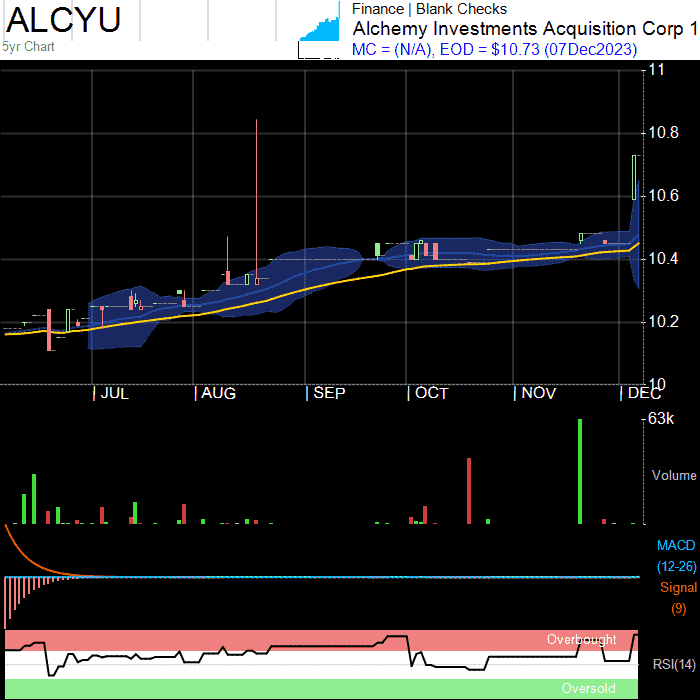 ALCYU
5yr Chart
Finance | Blank Checks
Alchemy Investments Acquisition Corp 1
MC = (N/A), EOD = $10.73 (07Dec2023)
11
10.8
10.6
10.4
10.2
10
| JUL | AUG | SEP | OCT | NOV | DEC
63k
Volume
MACD
(12-26)
Signal
(9)
Overbought
RSI(14)
Oversold